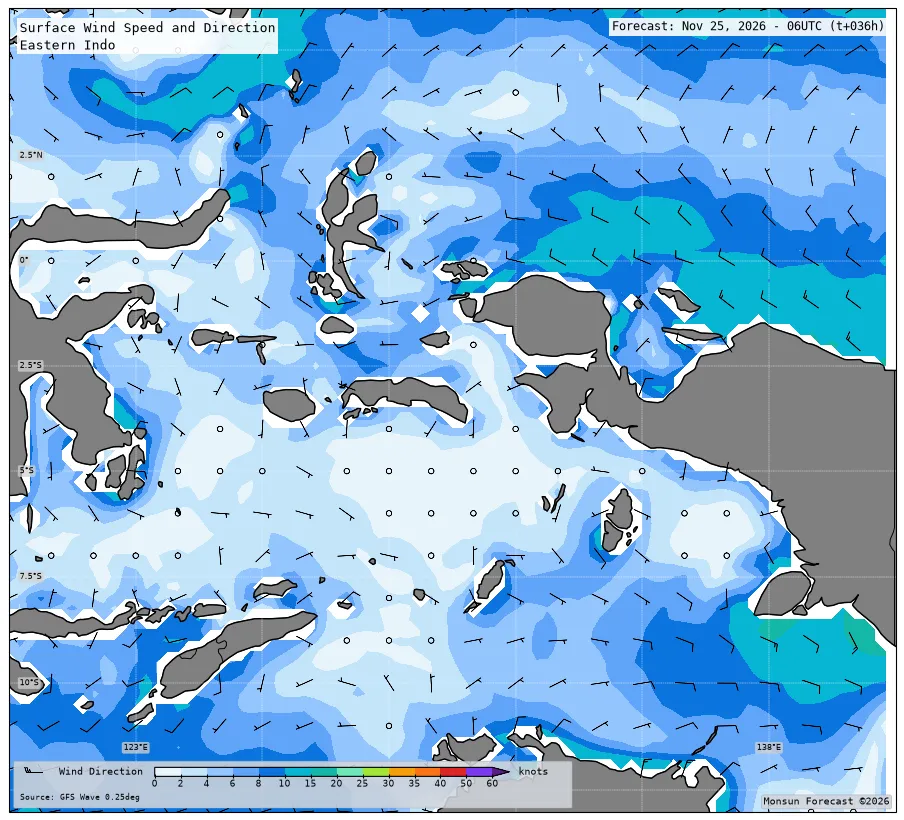 Surface Wind Speed and Direction
Eastern Indo
Forecast: Nov 25, 2026 - 06UTC (t+036h)
2.5°N
0°
2.5°S
5°S
7.5°S
10°S
123°E
138°E
Wind Direction
knots
0 2 4 6 8 10 15 20 25 30 35 40 50 60
Source: GFS Wave 0.25deg
Monsun Forecast ©2026